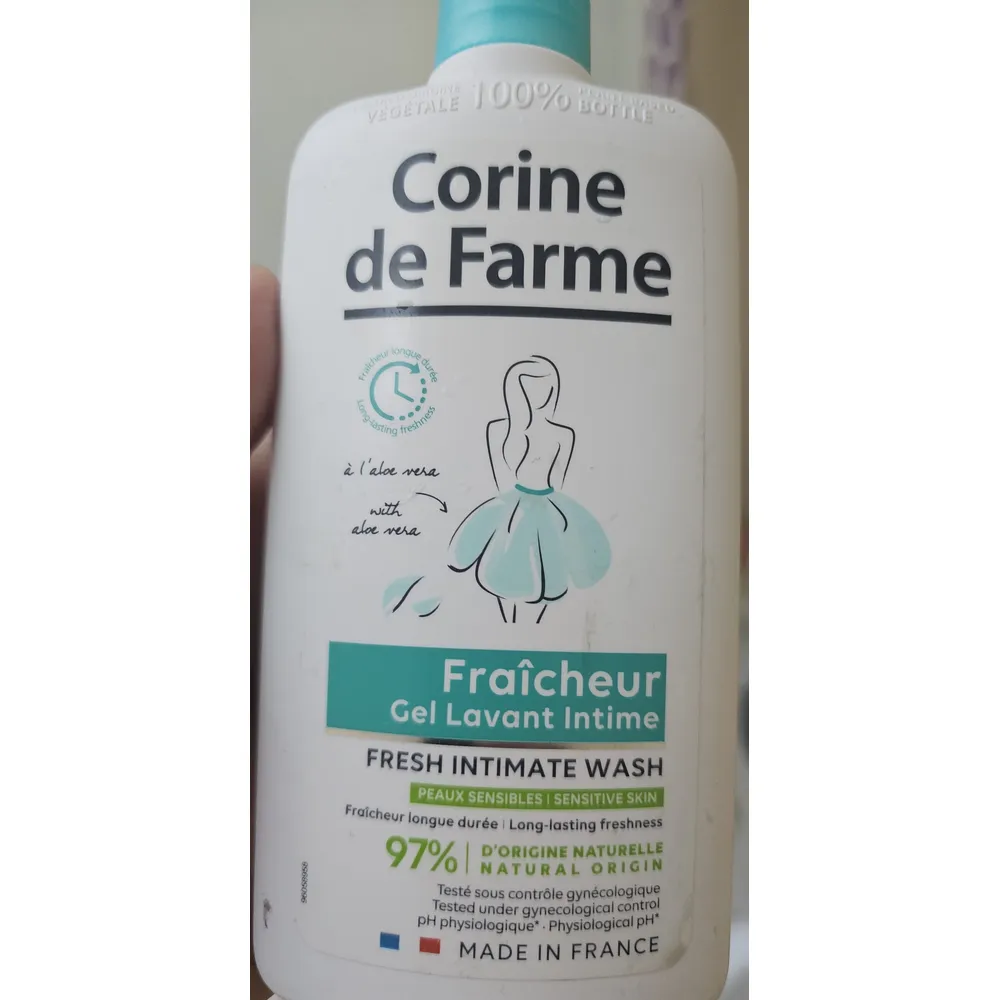 VÉGÉTALE 100% BOTTLE
Corine
de Farme
Fraîcheur longue durée
Long-lasting freshness
à l'aloe vera
with
aloe vera
Fraîcheur
Gel Lavant Intime
FRESH INTIMATE WASH
PEAUX SENSIBLES | SENSITIVE SKIN
Fraîcheur longue durée | Long-lasting freshness
97% | D'ORIGINE NATURELLE
NATURAL ORIGIN
Testé sous contrôle gynécologique
Tested under gynecological control
pH physiologique* · Physiological pH*
MADE IN FRANCE